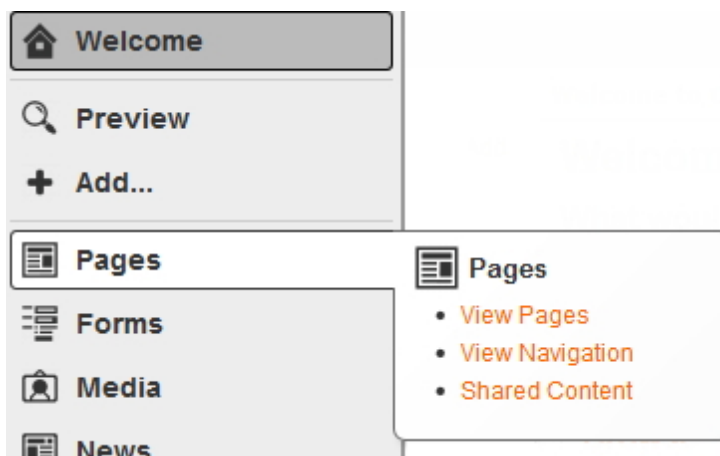 Welcome
Preview
Add...
Pages
Forms
Media
News
Pages
View Pages
View Navigation
Shared Content